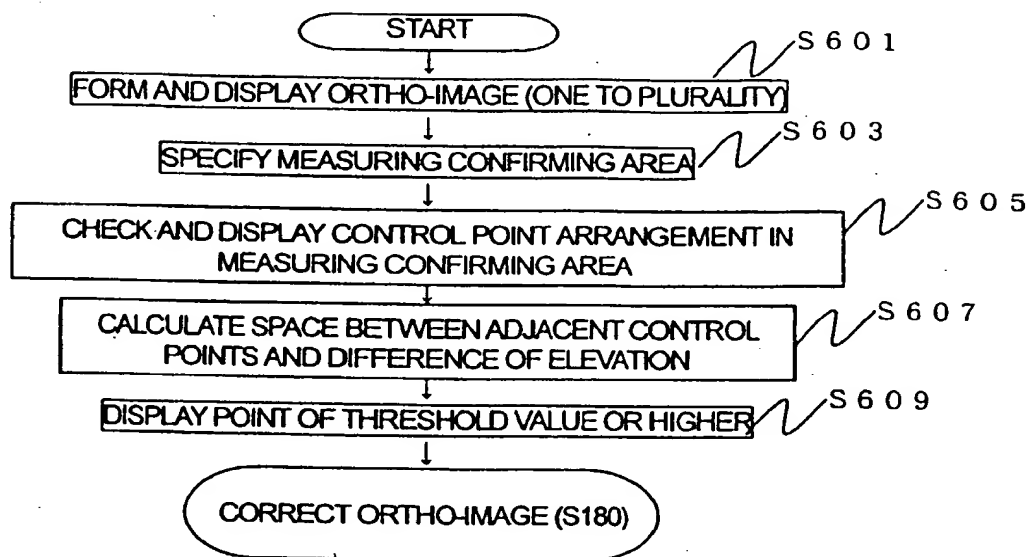 START
S601
FORM AND DISPLAY ORTHO-IMAGE (ONE TO PLURALITY)
S603
SPECIFY MEASURING CONFIRMING AREA
S605
CHECK AND DISPLAY CONTROL POINT ARRANGEMENT IN
MEASURING CONFIRMING AREA
S607
CALCULATE SPACE BETWEEN ADJACENT CONTROL
POINTS AND DIFFERENCE OF ELEVATION
S609
DISPLAY POINT OF THRESHOLD VALUE OR HIGHER
CORRECT ORTHO-IMAGE (S180)